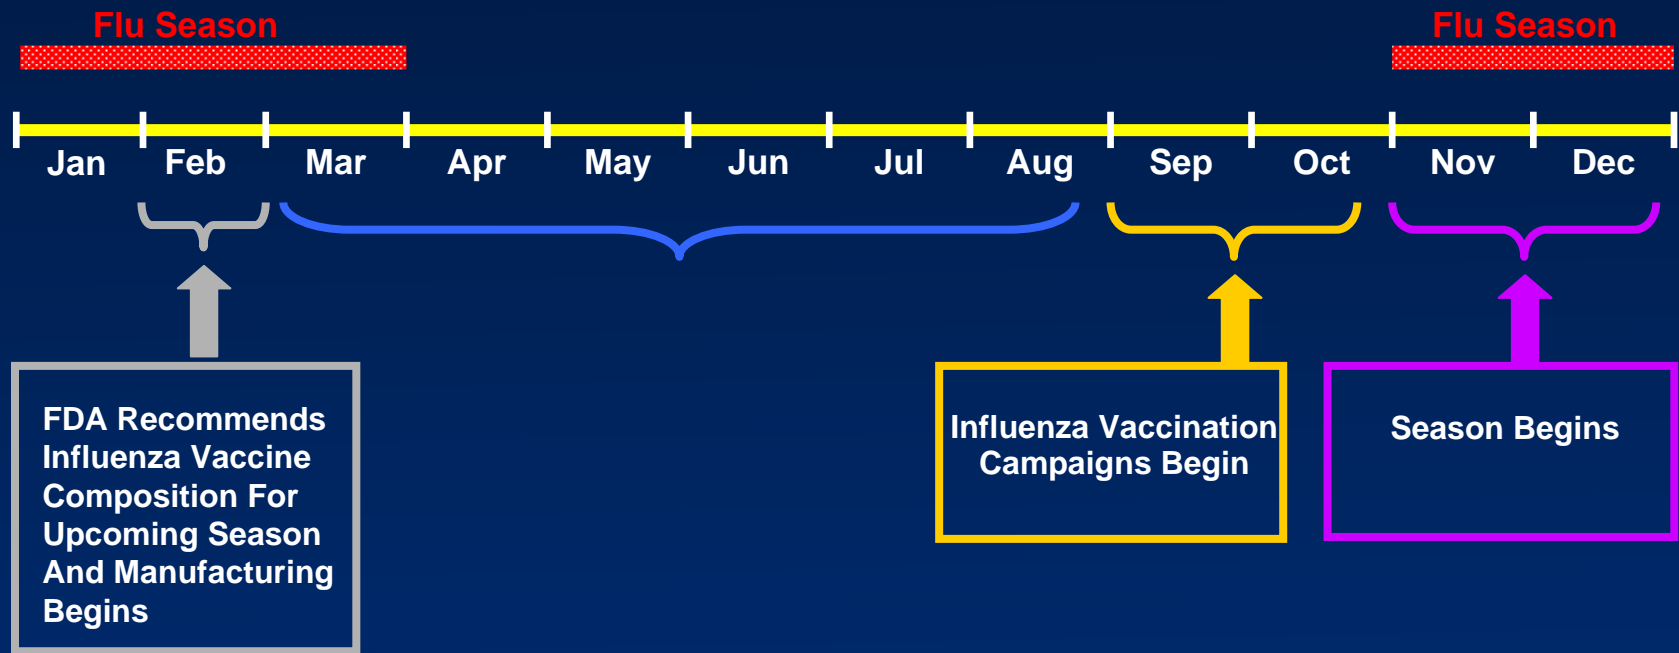 Flu Season
Flu Season
Jan Feb Mar Apr May Jun Jul Aug Sep Oct Nov Dec
FDA Recommends
Influenza Vaccine
Composition For
Upcoming Season
And Manufacturing
Begins
Influenza Vaccination
Campaigns Begin
Season Begins